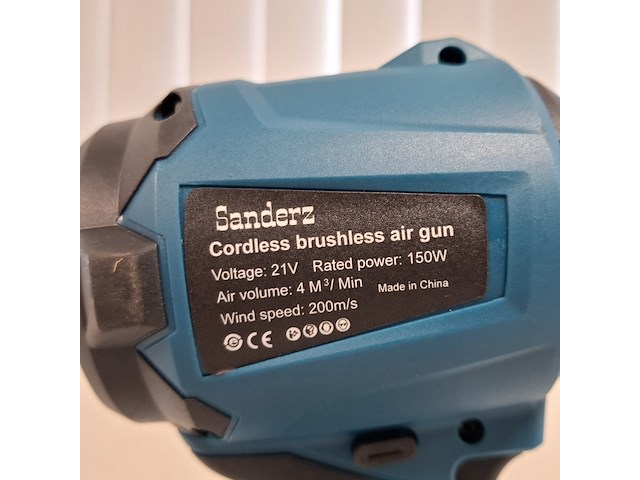 Sanderz
Cordless brushless air gun
Voltage: 21V Rated power: 150W
Air volume: 4 M³/ Min Made in China
Wind speed: 200m/s
CE